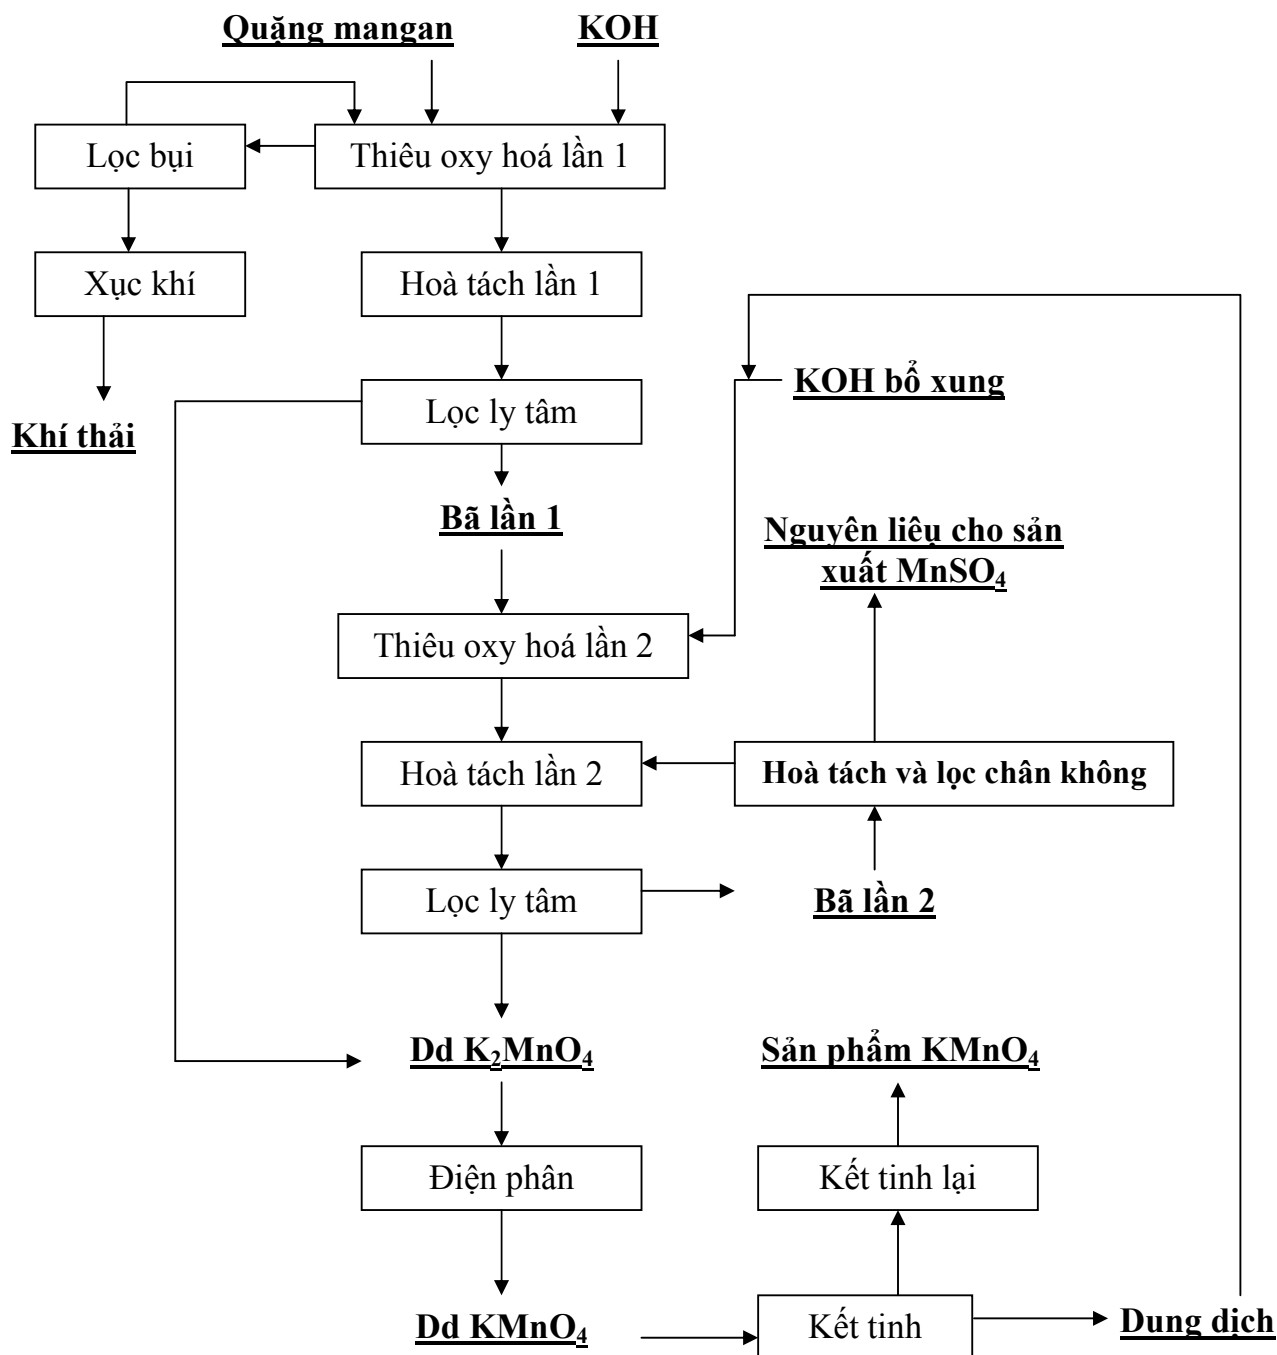 Quặng mangan
KOH
Lọc bụi
Thiêu oxy hoá lần 1
Xục khí
Hoà tách lần 1
Lọc ly tâm
KOH bổ xung
Khí thải
Bã lần 1
Nguyên liêụ cho sản
xuất MnSO₄
Thiêu oxy hoá lần 2
Hoà tách lần 2
Hoà tách và lọc chân không
Lọc ly tâm
Bã lần 2
Dd K₂MnO₄
Sản phẩm KMnO₄
Điện phân
Kết tinh lại
Dd KMnO₄
Kết tinh
Dung dịch